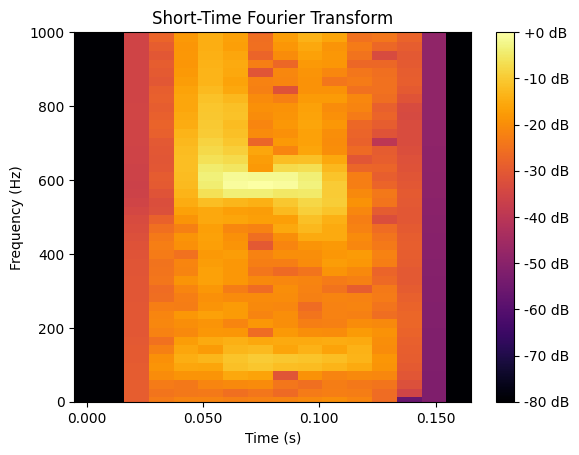 Short-Time Fourier Transform
1000
800
600
400
200
0
Frequency (Hz)
0.000
0.050
0.100
0.150
Time (s)
+0 dB
-10 dB
-20 dB
-30 dB
-40 dB
-50 dB
-60 dB
-70 dB
-80 dB